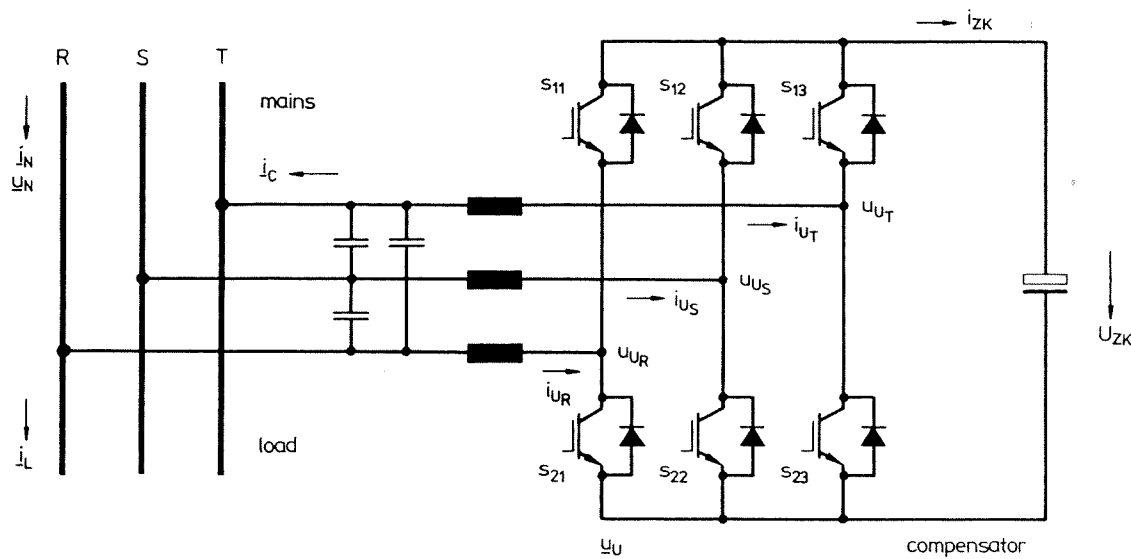 i_ZK
R S T
mains
s11 s12 s13
i_N
u_N
i_C
u_UT
i_UT
u_US
i_US
U_ZK
u_UR
i_UR
i_L
load
s21 s22 s23
u_U
compensator